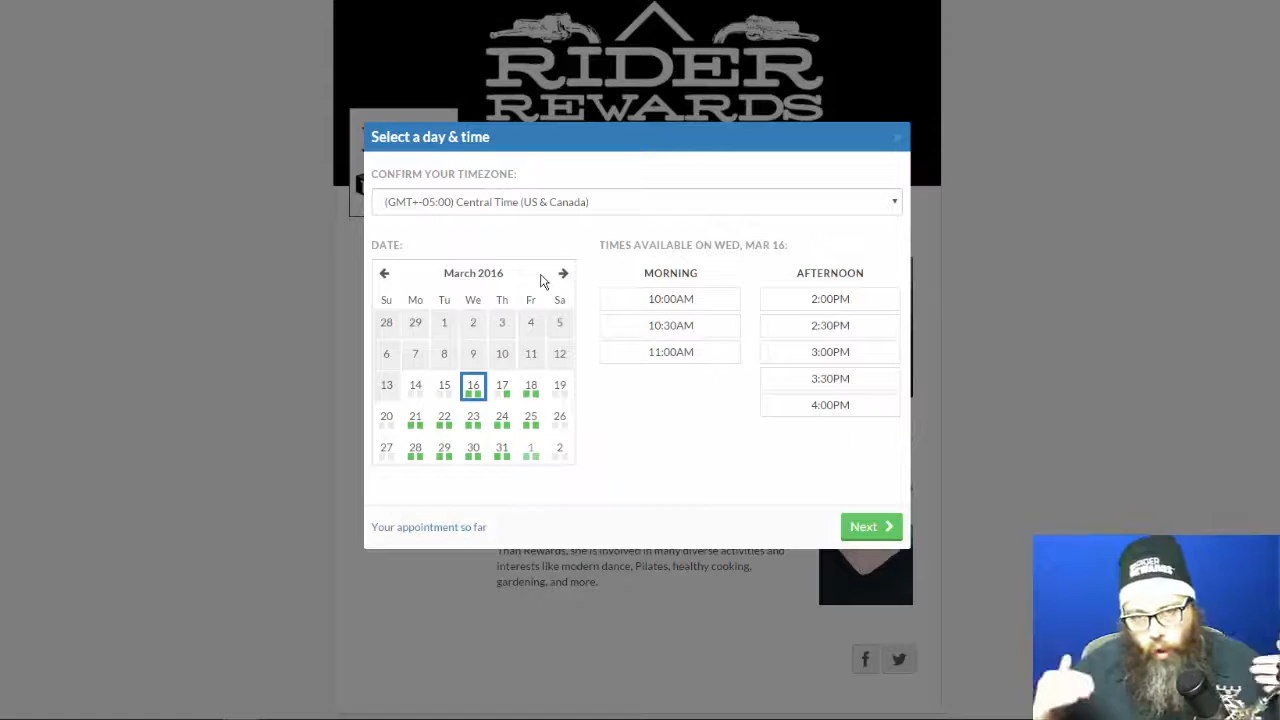 RIDER
REWARDS
Select a day & time
CONFIRM YOUR TIMEZONE:
(GMT+-05:00) Central Time (US & Canada)
DATE:
TIMES AVAILABLE ON WED, MAR 16:
March 2016
MORNING
AFTERNOON
Su Mo Tu We Th Fr Sa
28 29 1 2 3 4 5
6 7 8 9 10 11 12
13 14 15 16 17 18 19
20 21 22 23 24 25 26
27 28 29 30 31 1 2
10:00AM
10:30AM
11:00AM
2:00PM
2:30PM
3:00PM
3:30PM
4:00PM
Your appointment so far
Next
Than Rewards, she is involved in many diverse activities and
interests like modern dance, Pilates, healthy cooking,
gardening, and more.
RIDER
REWARDS